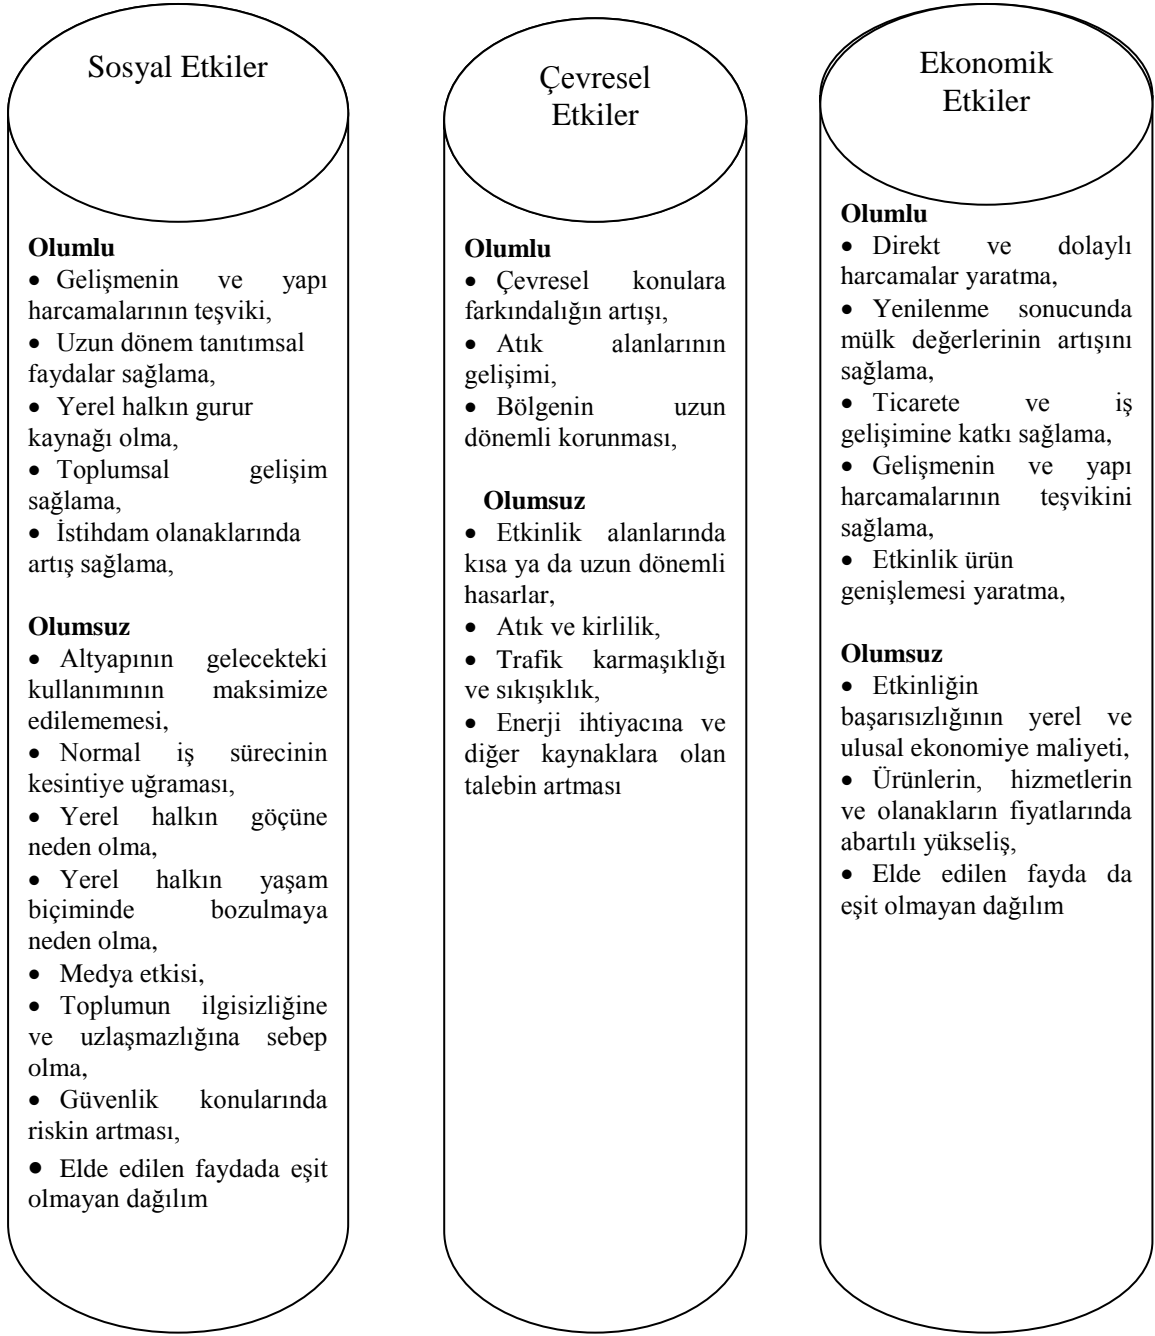 Sosyal Etkiler
Olumlu
• Gelişmenin ve yapı
harcamalarının teşviki,
• Uzun dönem tanıtımsal
faydalar sağlama,
• Yerel halkın gurur
kaynağı olma,
• Toplumsal gelişim
sağlama,
• İstihdam olanaklarında
artış sağlama,
Olumsuz
• Altyapının gelecekteki
kullanımının maksimize
edilememesi,
• Normal iş sürecinin
kesintiye uğraması,
• Yerel halkın göçüne
neden olma,
• Yerel halkın yaşam
biçiminde bozulmaya
neden olma,
• Medya etkisi,
• Toplumun ilgisizliğine
ve uzlaşmazlığına sebep
olma,
• Güvenlik konularında
riskin artması,
• Elde edilen faydada eşit
olmayan dağılım
Çevresel
Etkiler
Olumlu
• Çevresel konulara
farkındalığın artışı,
• Atık alanlarının
gelişimi,
• Bölgenin uzun
dönemli korunması,
Olumsuz
• Etkinlik alanlarında
kısa ya da uzun dönemli
hasarlar,
• Atık ve kirlilik,
• Trafik karmaşıklığı
ve sıkışıklık,
• Enerji ihtiyacına ve
diğer kaynaklara olan
talebin artması
Ekonomik
Etkiler
Olumlu
• Direkt ve dolaylı
harcamalar yaratma,
• Yenilenme sonucunda
mülk değerlerinin artışını
sağlama,
• Ticarete ve iş
gelişimine katkı sağlama,
• Gelişmenin ve yapı
harcamalarının teşvikini
sağlama,
• Etkinlik ürün
genişlemesi yaratma,
Olumsuz
• Etkinliğin
başarısızlığının yerel ve
ulusal ekonomiye maliyeti,
• Ürünlerin, hizmetlerin
ve olanakların fiyatlarında
abartılı yükseliş,
• Elde edilen fayda da
eşit olmayan dağılım